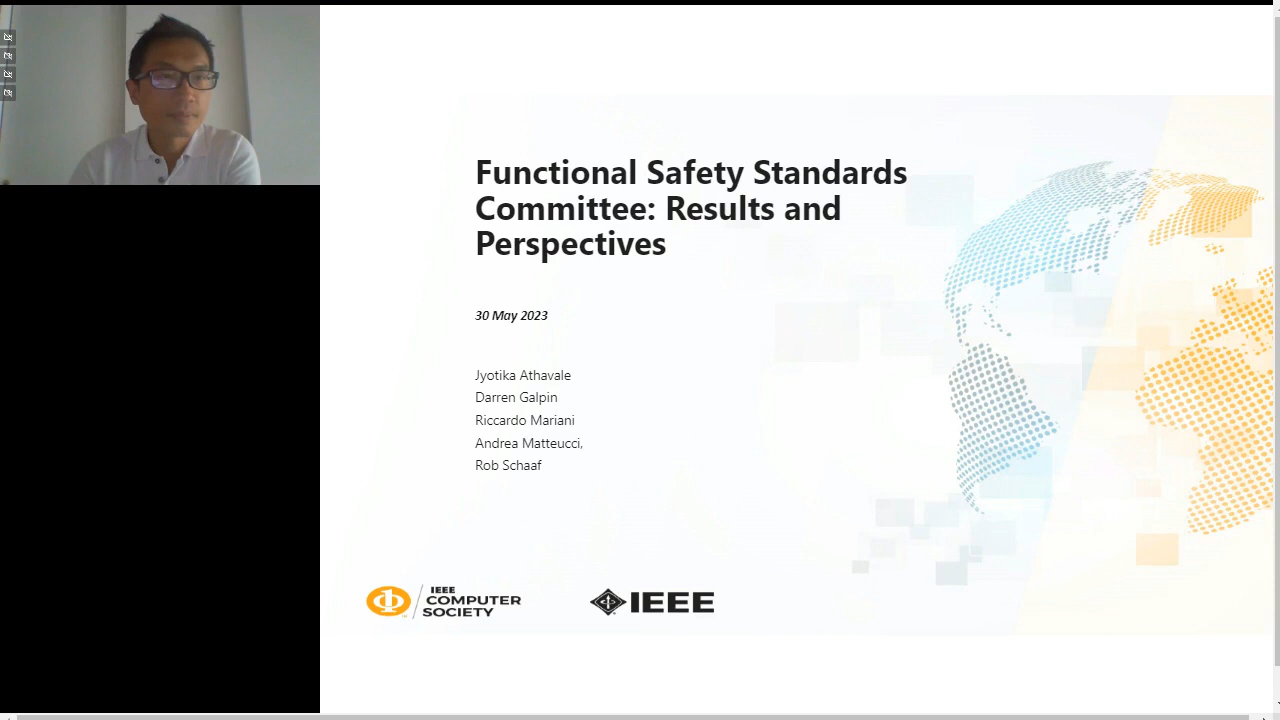 Functional Safety Standards
Committee: Results and
Perspectives
30 May 2023
Jyotika Athavale
Darren Galpin
Riccardo Mariani
Andrea Matteucci,
Rob Schaaf
IEEE
COMPUTER
SOCIETY
IEEE